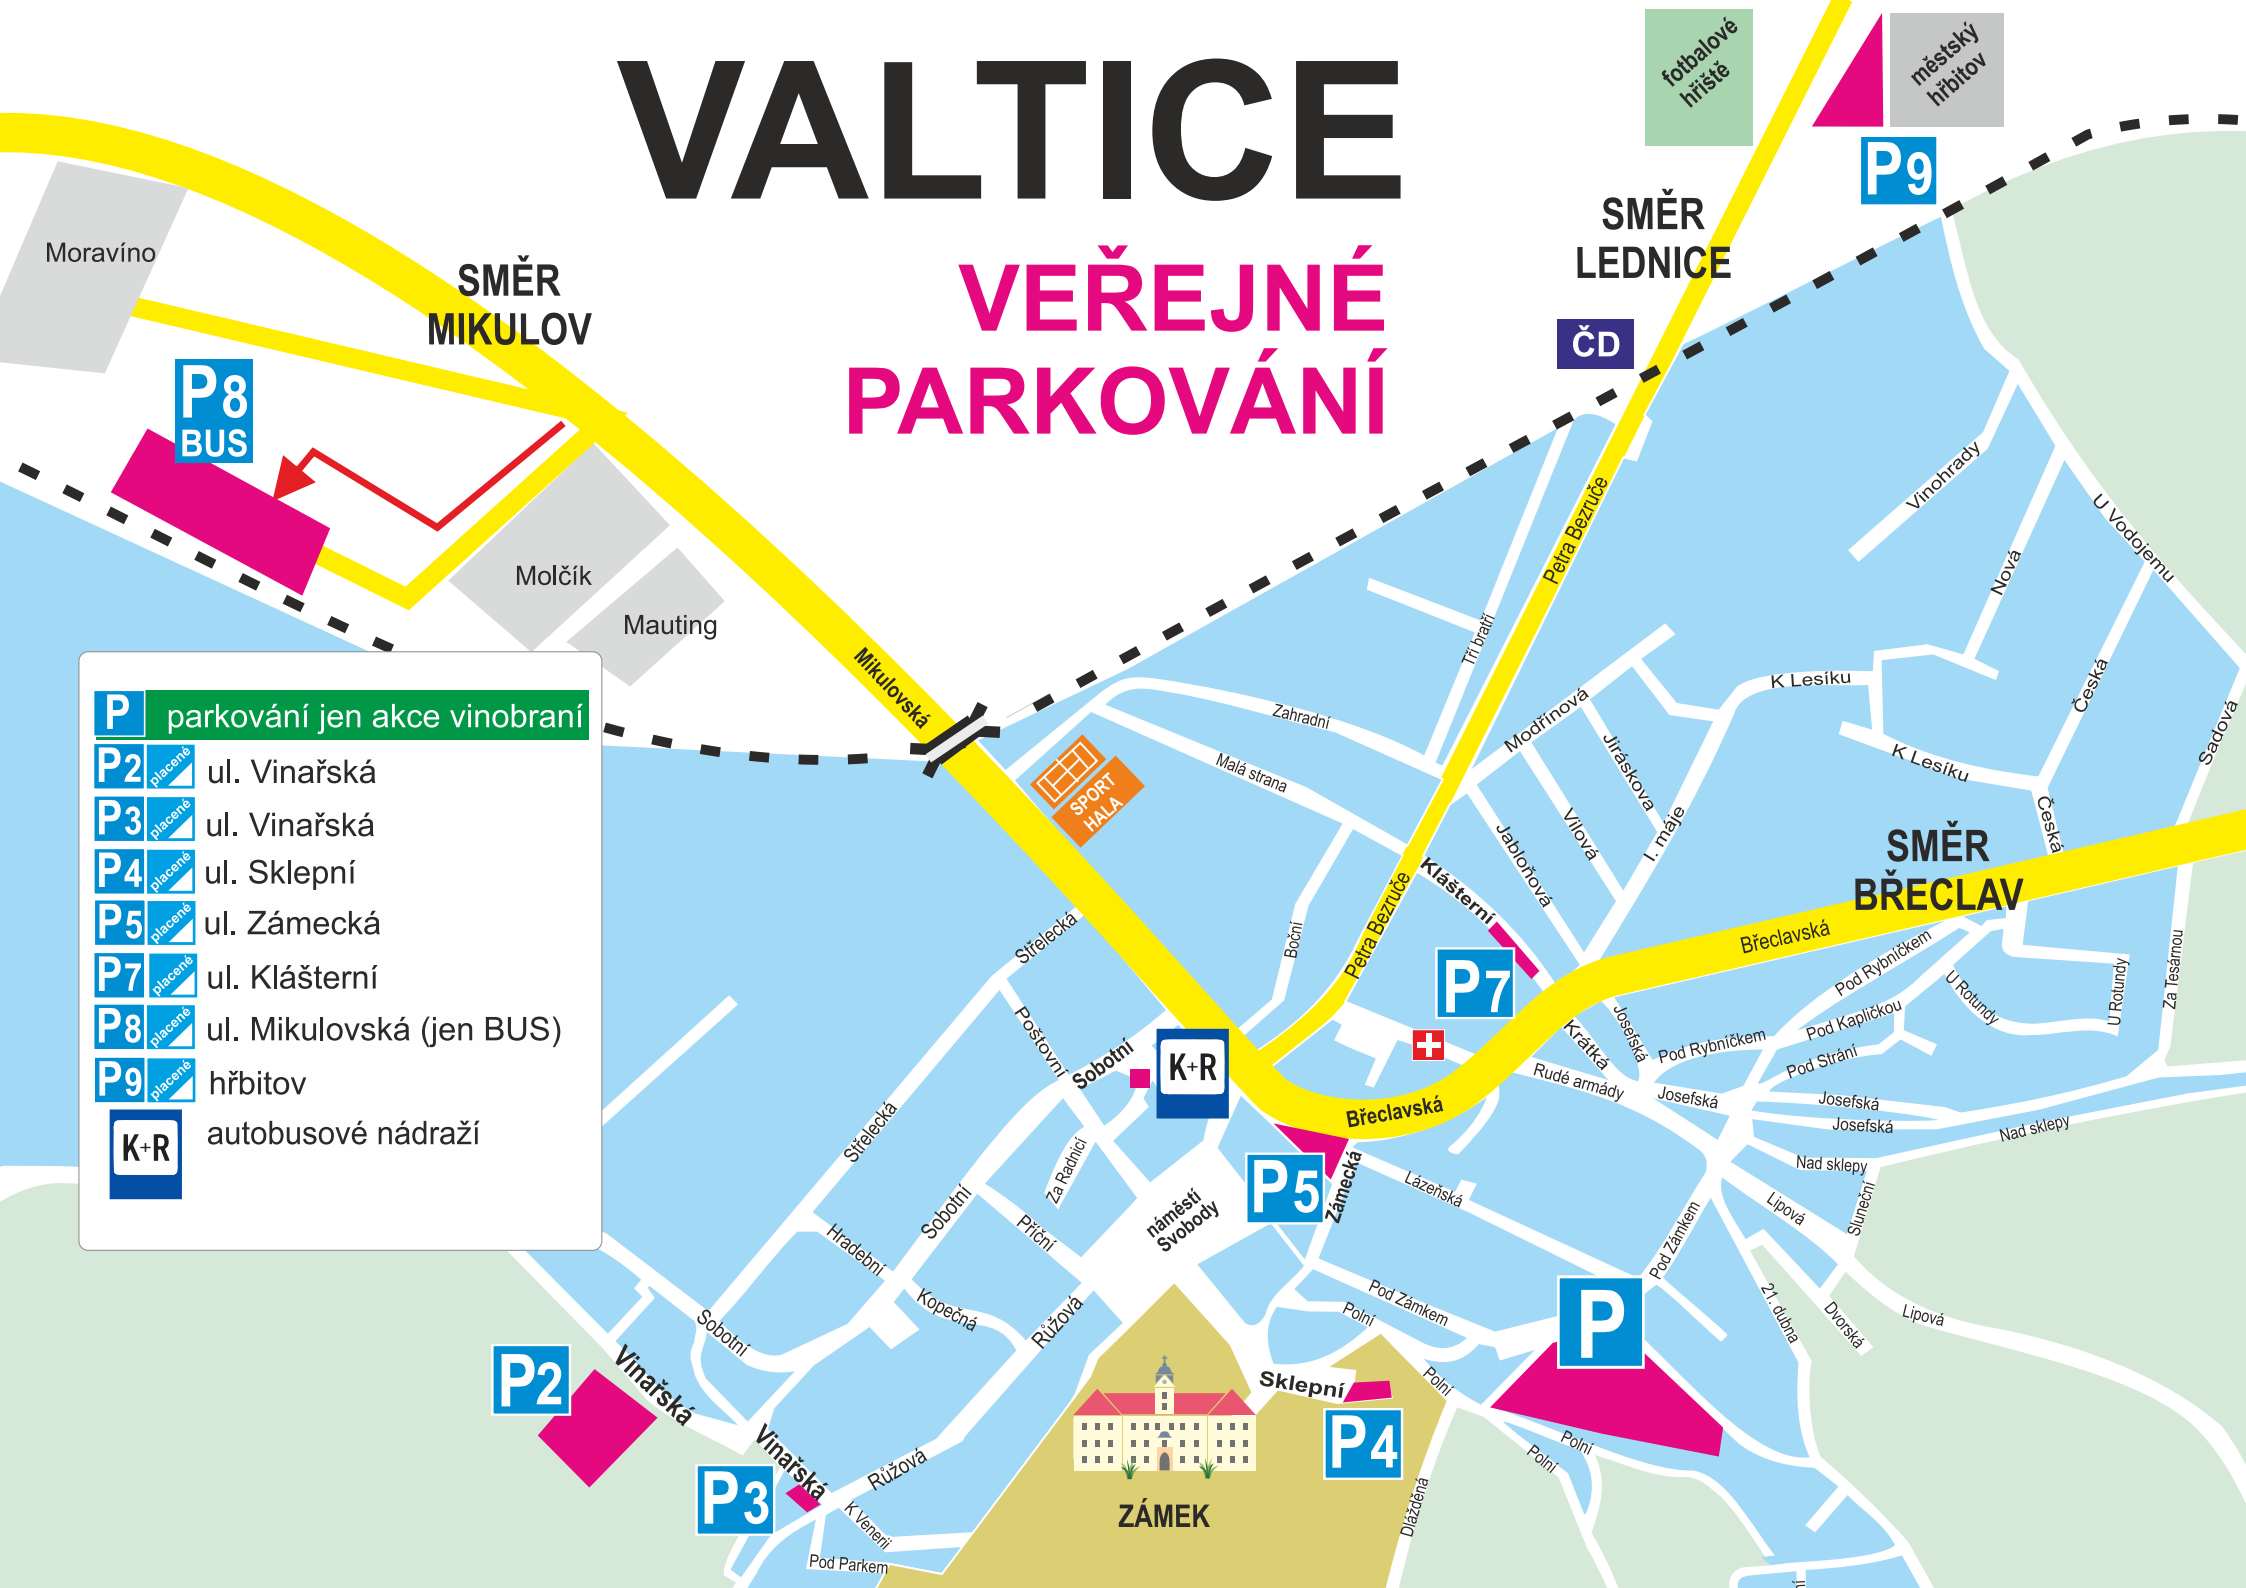 VALTICE
VEŘEJNÉ
PARKOVÁNÍ
fotbalové
hřiště
městský
hřbitov
P9
SMĚR
LEDNICE
ČD
Moravíno
SMĚR
MIKULOV
P8
BUS
Molčík
Mauting
Mikulovská
P parkování jen akce vinobraní
P2 placené ul. Vinařská
P3 placené ul. Vinařská
P4 placené ul. Sklepní
P5 placené ul. Zámecká
P7 placené ul. Klášterní
P8 placené ul. Mikulovská (jen BUS)
P9 placené hřbitov
K+R autobusové nádraží
Petra Bezruče
Tři bratři
Vinohrady
Nová
U Vodojemu
Česká
Sadová
K Lesíku
K Lesíku
Česká
Zahradní
Malá strana
Modřínová
Jiráskova
Vilová
Jabloňová
I. máje
SPORT
HALA
SMĚR
BŘECLAV
Břeclavská
Klášterní
Petra Bezruče
Boční
P7
Střelecká
Poštovní
Sobotní
K+R
Krátká
Josefská
Pod Rybníčkem
Pod Rybníčkem
Pod Kapličkou
Pod Strání
U Rotundy
U Rotundy
Za Tesárnou
Rudé armády
Břeclavská
Josefská
Josefská
Josefská
Nad sklepy
Nad sklepy
Střelecká
Za Radnicí
náměstí
Svobody
P5
Zámecká
Lázeňská
Pod Zámkem
Lipová
Sluneční
Lipová
Hradební
Sobotní
Příční
Kopečná
Růžová
Pod Zámkem
Polní
P
21. dubna
Dvorská
Sobotní
Vinařská
P2
Sklepní
P4
Polní
Polní
Polní
Dlážděná
Vinařská
P3
Růžová
K Venerii
Pod Parkem
ZÁMEK